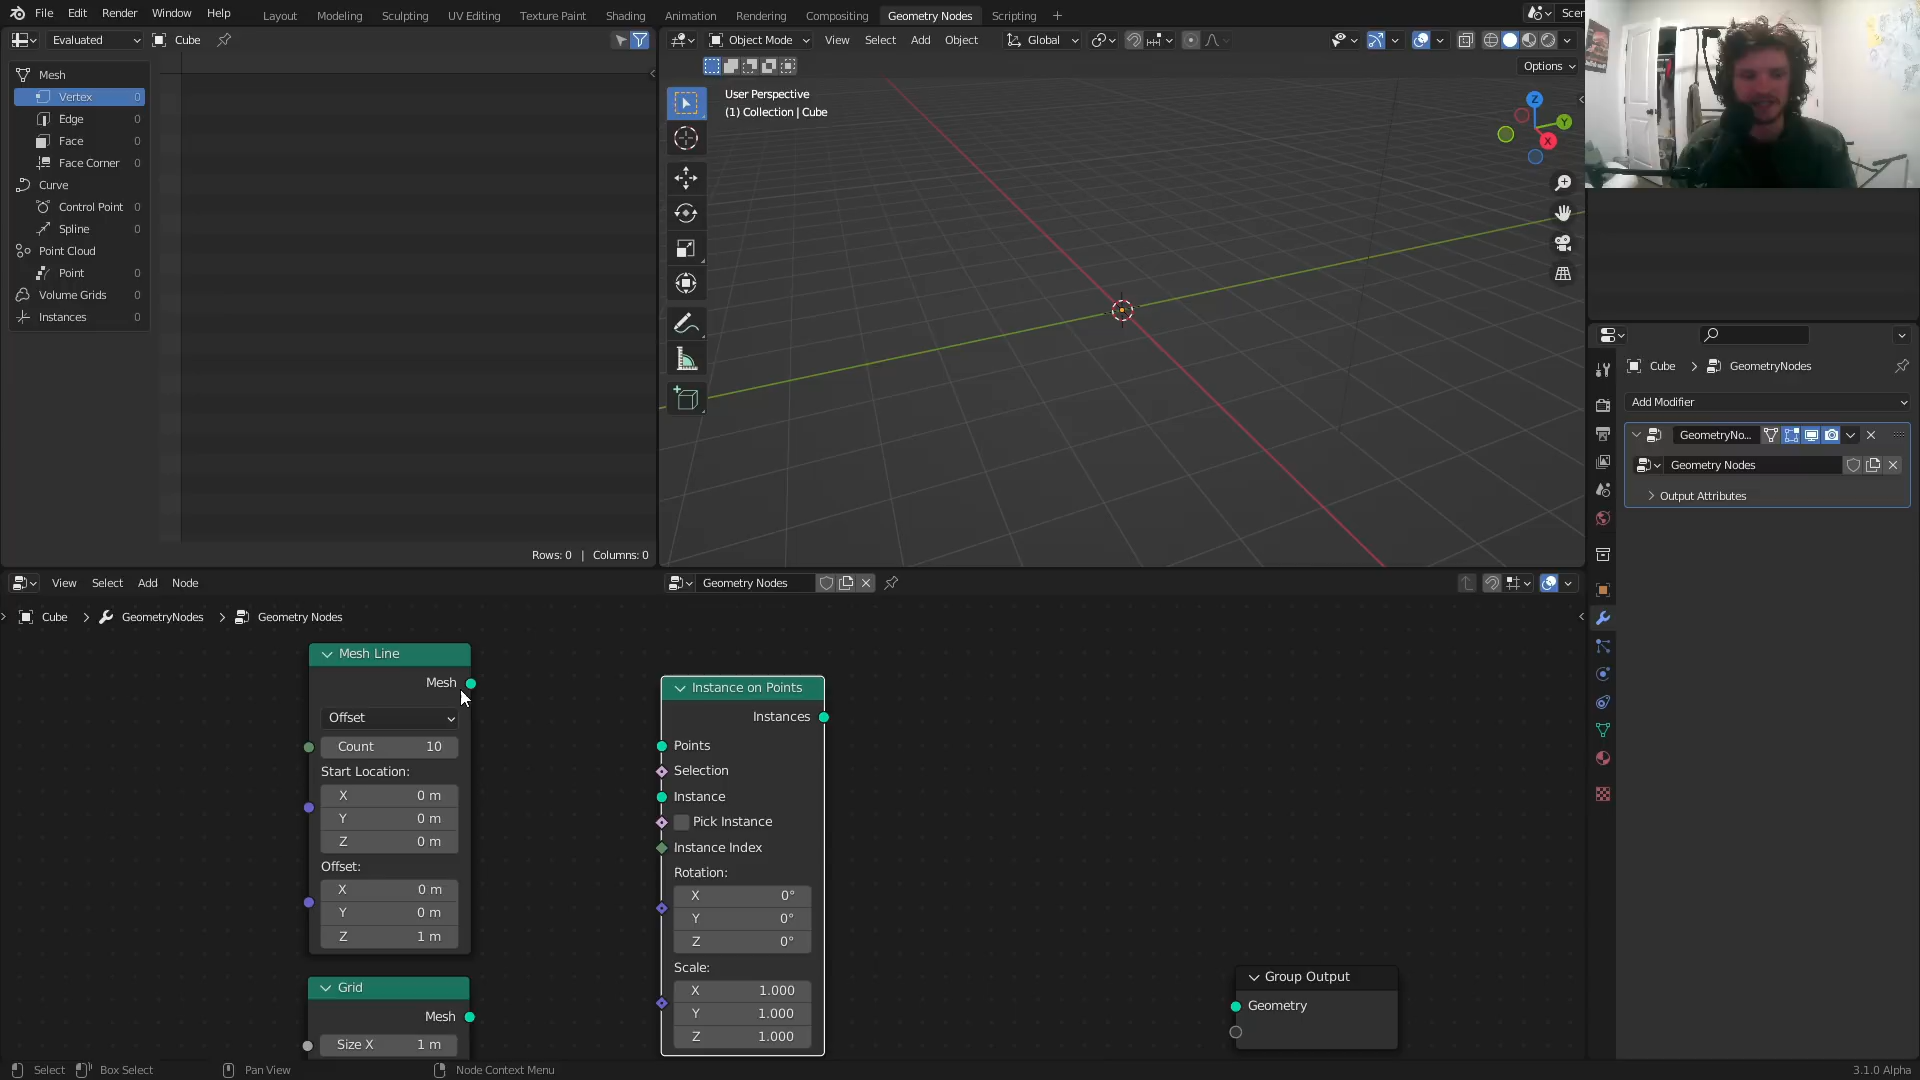 File Edit Render Window Help
Layout Modeling Sculpting UV Editing Texture Paint Shading Animation Rendering Compositing Geometry Nodes Scripting +
Scen
Evaluated Cube
Object Mode View Select Add Object Global
Options
Mesh
Vertex 0
Edge 0
Face 0
Face Corner 0
Curve
Control Point 0
Spline 0
Point Cloud
Point 0
Volume Grids 0
Instances 0
Rows: 0 | Columns: 0
User Perspective
(1) Collection | Cube
Z
Y
X
Cube > GeometryNodes
Add Modifier
GeometryNo...
Geometry Nodes
Output Attributes
View Select Add Node
Geometry Nodes
Cube > GeometryNodes > Geometry Nodes
Mesh Line
Mesh
Offset
Count 10
Start Location:
X 0 m
Y 0 m
Z 0 m
Offset:
X 0 m
Y 0 m
Z 1 m
Grid
Mesh
Size X 1 m
Instance on Points
Instances
Points
Selection
Instance
Pick Instance
Instance Index
Rotation:
X 0°
Y 0°
Z 0°
Scale:
X 1.000
Y 1.000
Z 1.000
Group Output
Geometry
Select Box Select Pan View Node Context Menu
3.1.0 Alpha